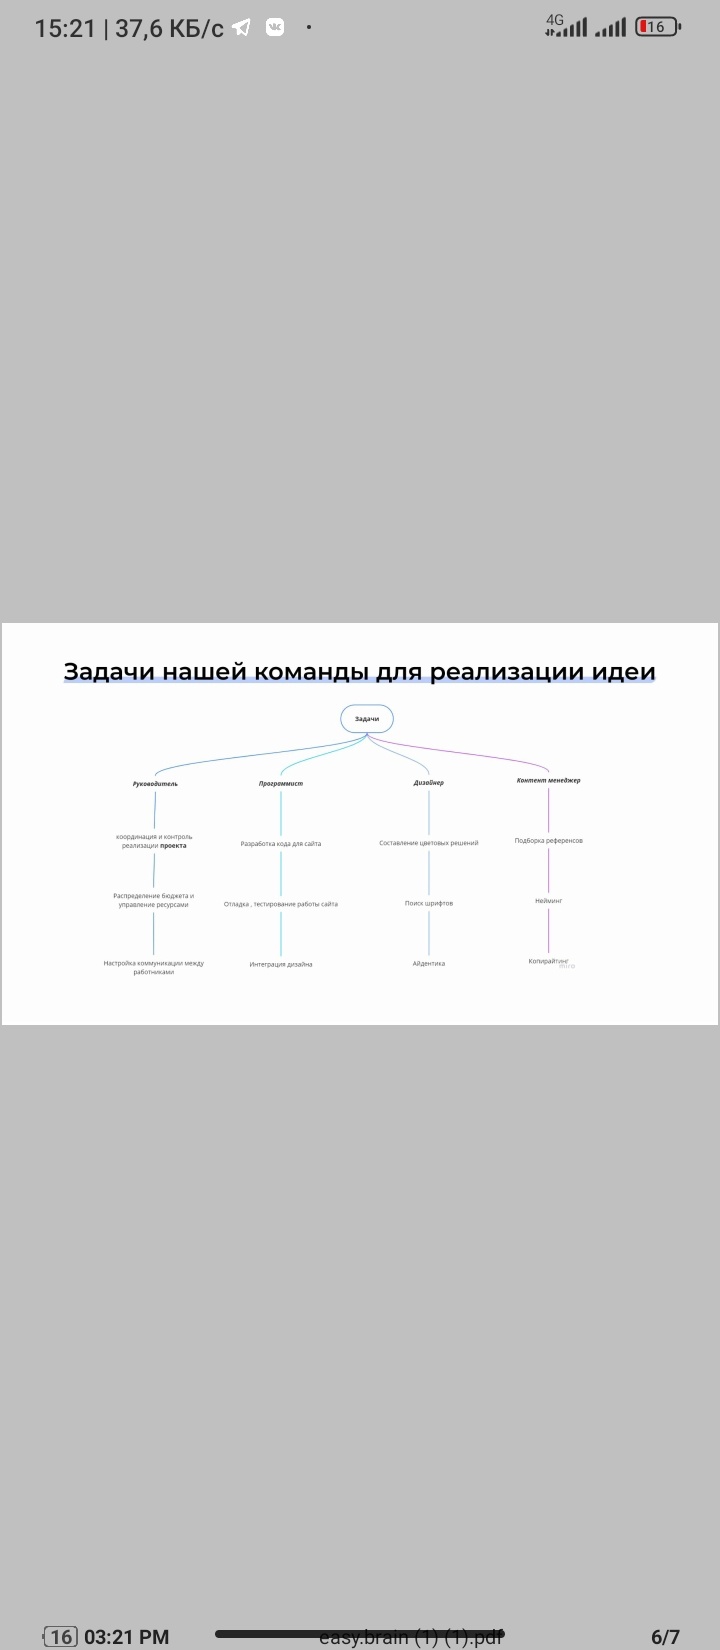 15:21 | 37,6 КБ/с
4G
16
Задачи нашей команды для реализации идеи
Задачи
Руководитель
координация и контроль
реализации проекта
Распределение бюджета и
управление ресурсами
Настройка коммуникации между
работниками
Программист
Разработка кода для сайта
Отладка , тестирование работы сайта
Интеграция дизайна
Дизайнер
Составление цветовых решений
Поиск шрифтов
Айдентика
Контент менеджер
Подборка референсов
Нейминг
Копирайтинг
miro
16 03:21 PM
easy.brain (1) (1).pdf
6/7